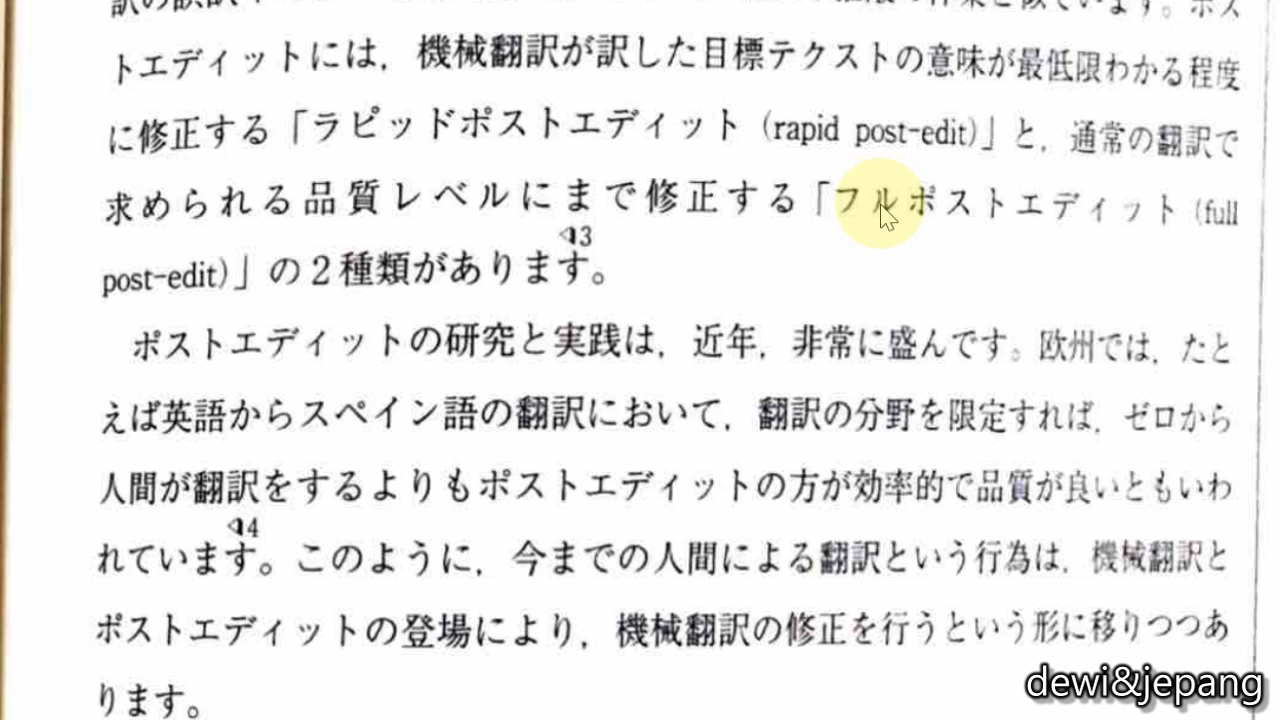 トエディットには，機械翻訳が訳した目標テクストの意味が最低限わかる程度
に修正する「ラピッドポストエディット (rapid post-edit)」と，通常の翻訳で
求められる品質レベルにまで修正する「フルポストエディット (full
◁13
post-edit)」の２種類があります。
ポストエディットの研究と実践は，近年，非常に盛んです。欧州では，たと
えば英語からスペイン語の翻訳において，翻訳の分野を限定すれば，ゼロから
人間が翻訳をするよりもポストエディットの方が効率的で品質が良いともいわ
◁14
れています。このように，今までの人間による翻訳という行為は，機械翻訳と
ポストエディットの登場により，機械翻訳の修正を行うという形に移りつつあ
ります。
dewi&jepang